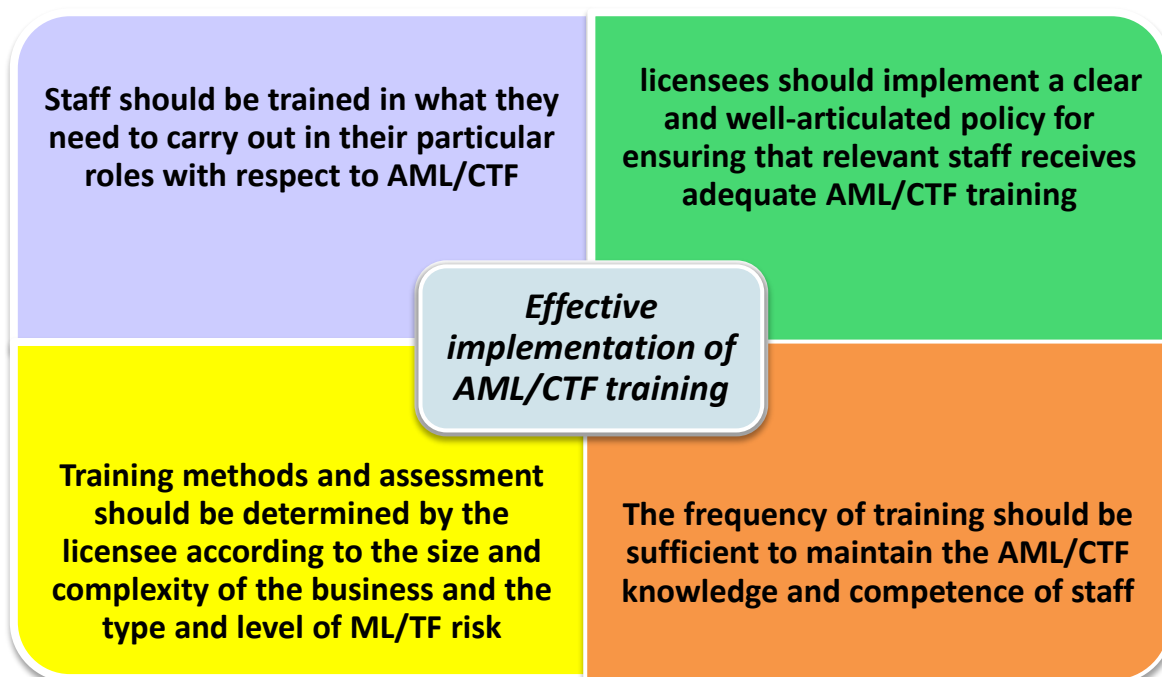 Staff should be trained in what they
need to carry out in their particular
roles with respect to AML/CTF
licensees should implement a clear
and well-articulated policy for
ensuring that relevant staff receives
adequate AML/CTF training
Effective
implementation of
AML/CTF training
Training methods and assessment
should be determined by the
licensee according to the size and
complexity of the business and the
type and level of ML/TF risk
The frequency of training should be
sufficient to maintain the AML/CTF
knowledge and competence of staff